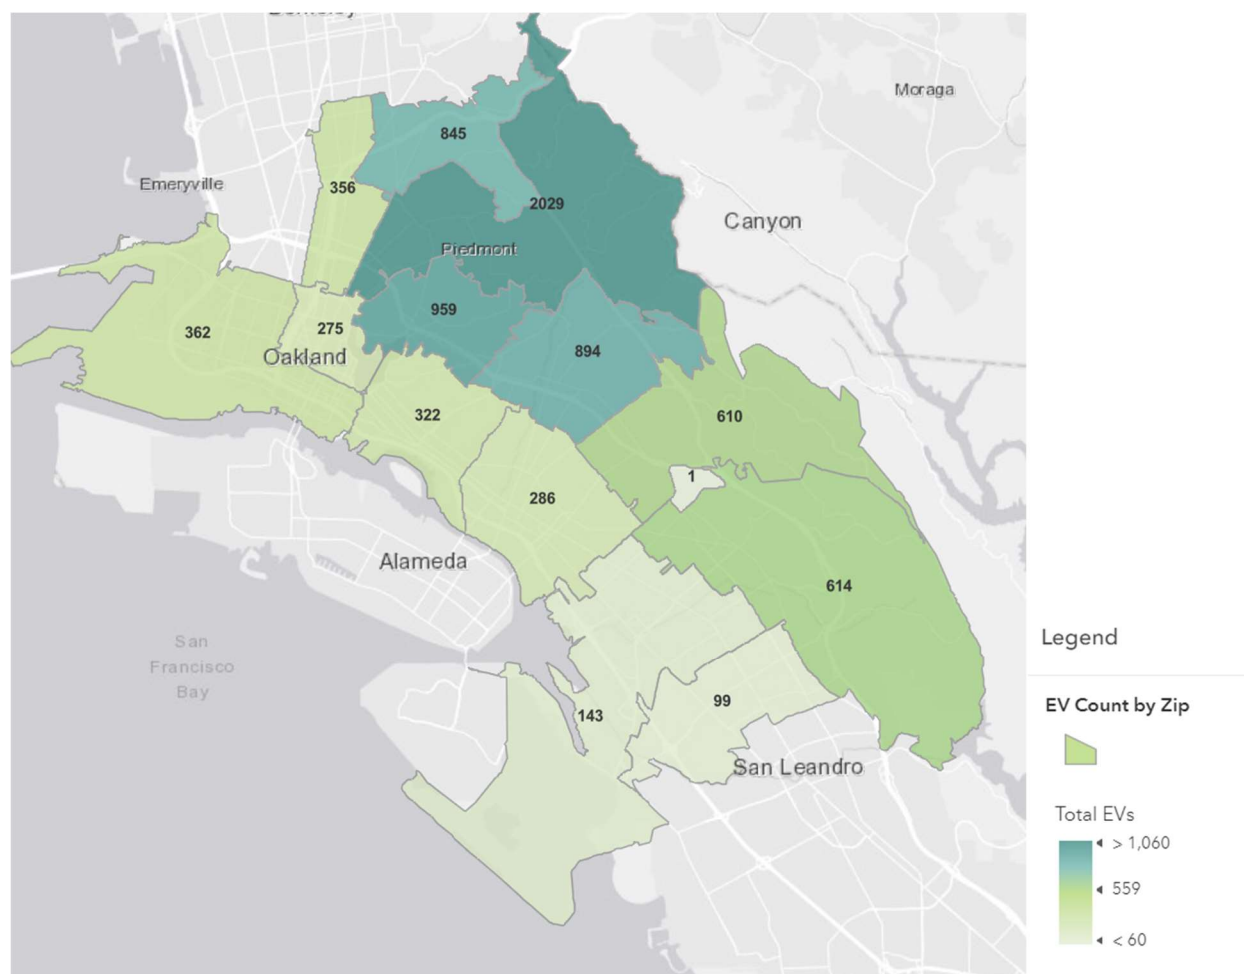 Berkeley
Moraga
845
Emeryville
356
2029
Canyon
Piedmont
959
362
275
Oakland
894
322
610
1
286
Alameda
614
San
Francisco
Bay
143
99
San Leandro
Legend
EV Count by Zip
Total EVs
> 1,060
559
< 60